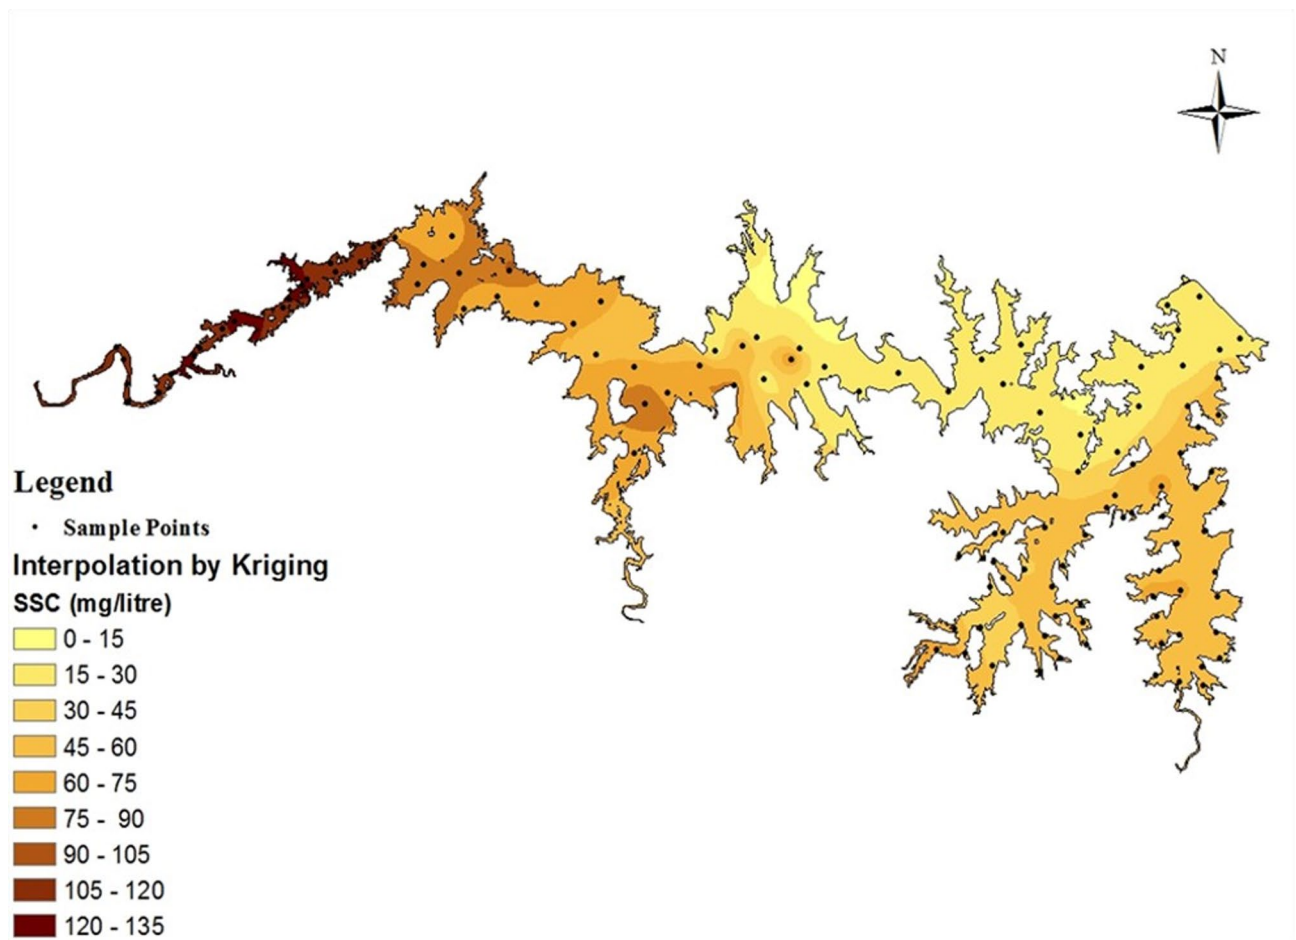 N
Legend
Sample Points
Interpolation by Kriging
SSC (mg/litre)
0 - 15
15 - 30
30 - 45
45 - 60
60 - 75
75 - 90
90 - 105
105 - 120
120 - 135